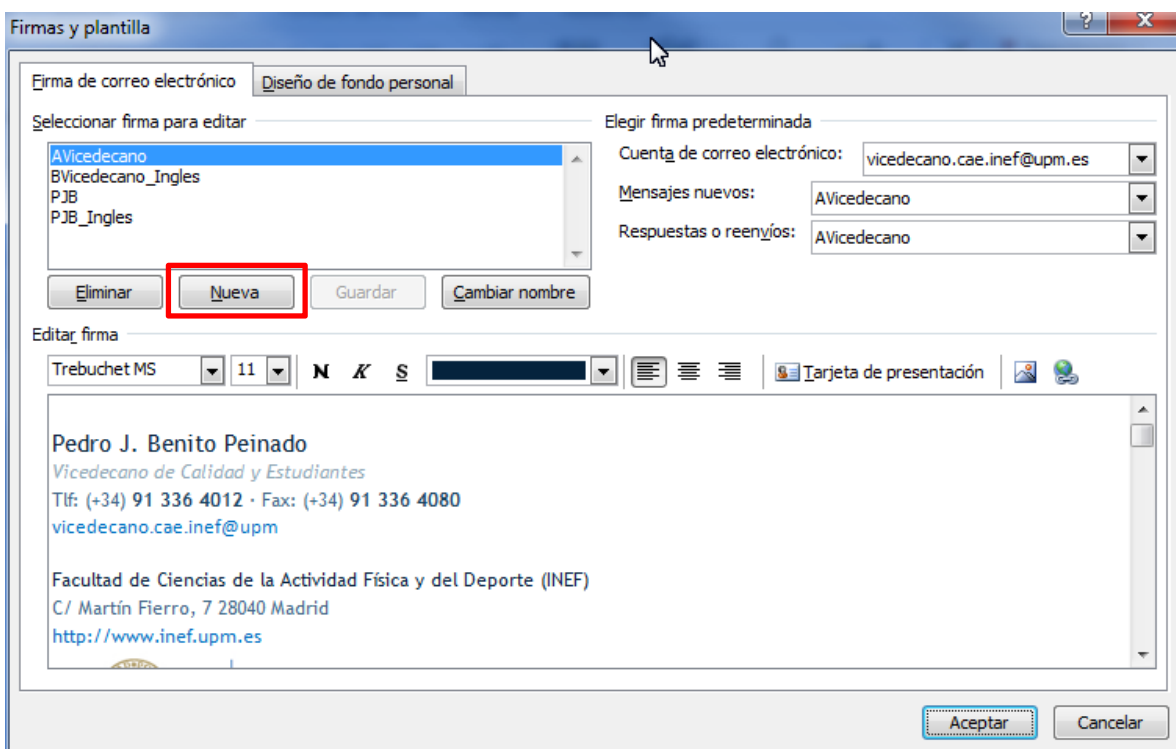 Firmas y plantilla
Firma de correo electrónico
Diseño de fondo personal
Seleccionar firma para editar
AVicedecano
BVicedecano_Ingles
PJB
PJB_Ingles
Eliminar
Nueva
Guardar
Cambiar nombre
Elegir firma predeterminada
Cuenta de correo electrónico:
vicedecano.cae.inef@upm.es
Mensajes nuevos:
AVicedecano
Respuestas o reenvíos:
AVicedecano
Editar firma
Trebuchet MS
11
N K S
Tarjeta de presentación
Pedro J. Benito Peinado
Vicedecano de Calidad y Estudiantes
Tlf: (+34) 91 336 4012 · Fax: (+34) 91 336 4080
vicedecano.cae.inef@upm
Facultad de Ciencias de la Actividad Física y del Deporte (INEF)
C/ Martín Fierro, 7 28040 Madrid
http://www.inef.upm.es
Aceptar
Cancelar